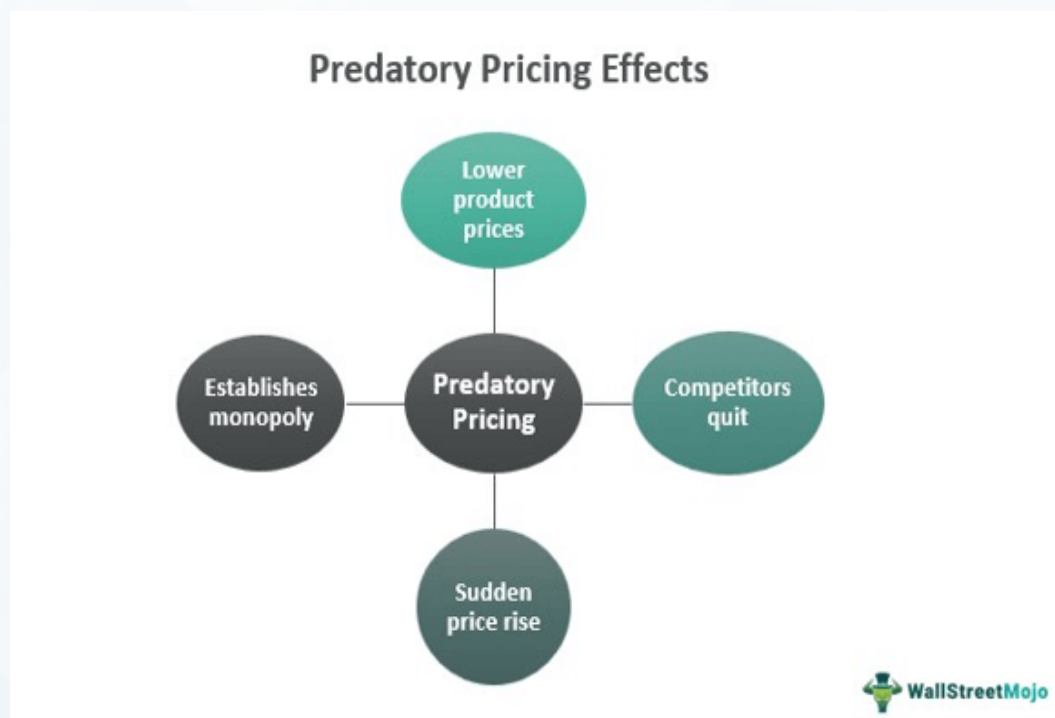 Predatory Pricing Effects
Lower
product
prices
Establishes
monopoly
Predatory
Pricing
Competitors
quit
Sudden
price rise
WallStreetMojo